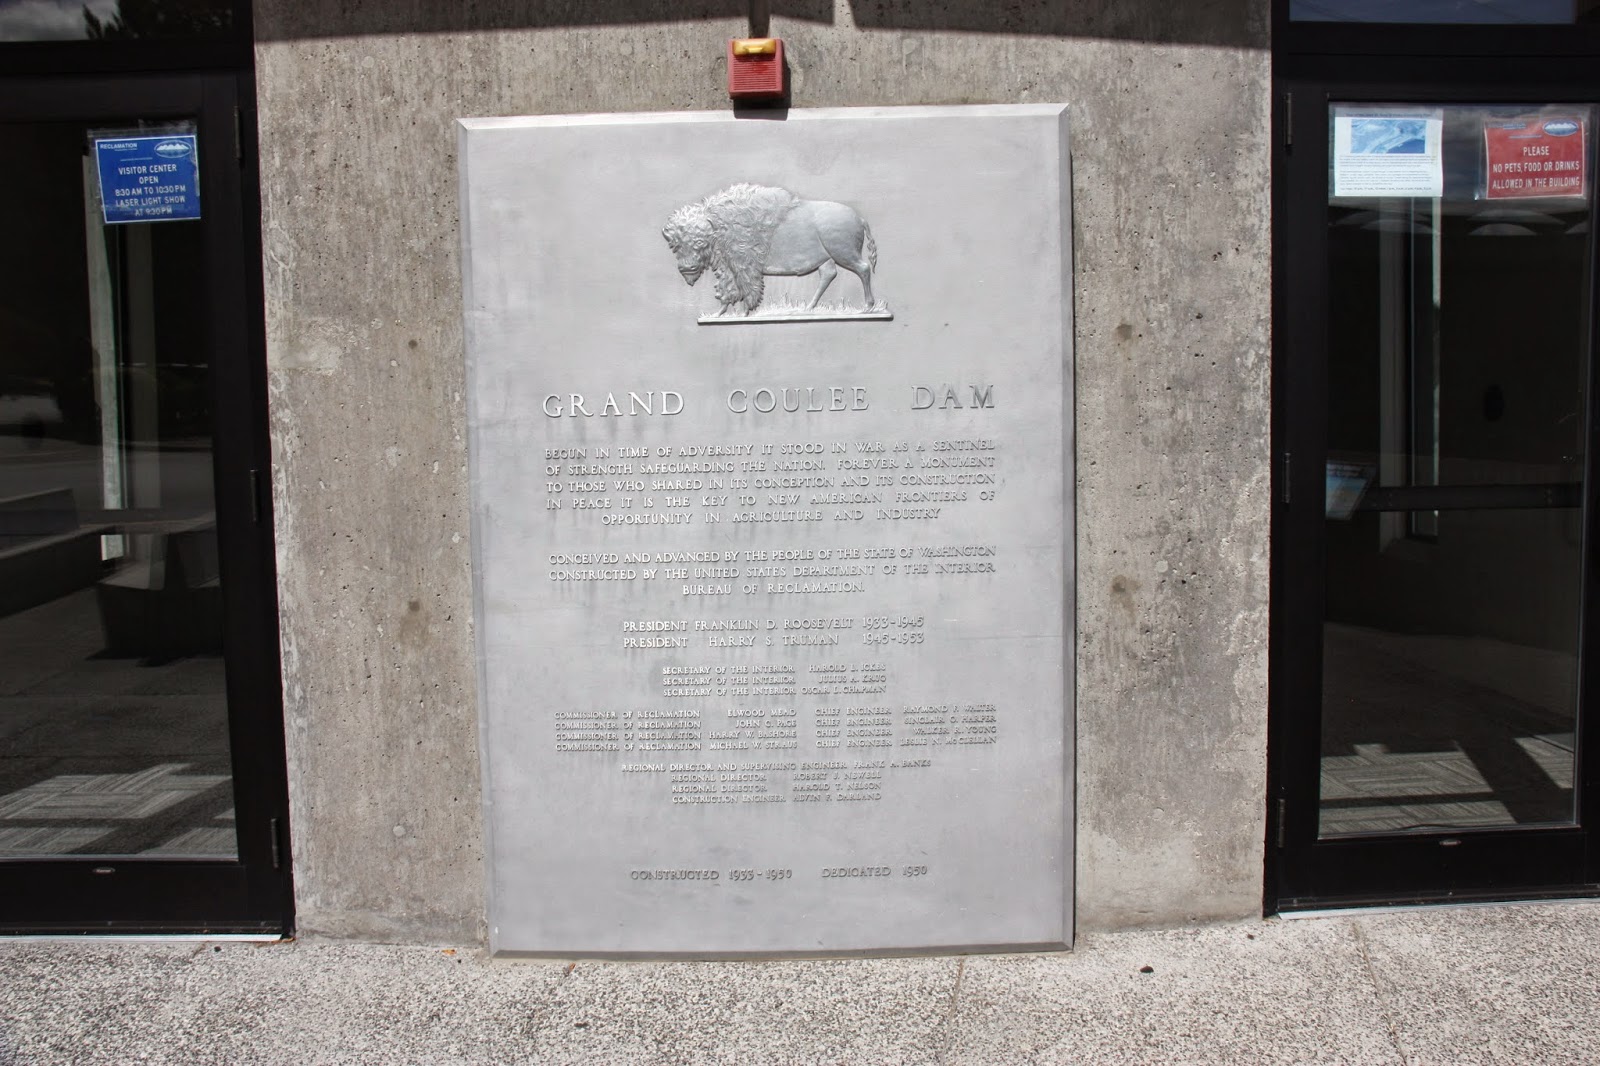 RECLAMATION
VISITOR CENTER
OPEN
8:30 AM TO 10:30 PM
LASER LIGHT SHOW
AT 9:30 PM
GRAND COULEE DAM
BEGUN IN TIME OF ADVERSITY IT STOOD IN WAR AS A SENTINEL
OF STRENGTH SAFEGUARDING THE NATION. FOREVER A MONUMENT
TO THOSE WHO SHARED IN ITS CONCEPTION AND ITS CONSTRUCTION
IN PEACE IT IS THE KEY TO NEW AMERICAN FRONTIERS OF
OPPORTUNITY IN AGRICULTURE AND INDUSTRY
CONCEIVED AND ADVANCED BY THE PEOPLE OF THE STATE OF WASHINGTON
CONSTRUCTED BY THE UNITED STATES DEPARTMENT OF THE INTERIOR
BUREAU OF RECLAMATION.
PRESIDENT FRANKLIN D. ROOSEVELT 1933-1945
PRESIDENT HARRY S. TRUMAN 1945-1953
SECRETARY OF THE INTERIOR HAROLD L. ICKES
SECRETARY OF THE INTERIOR JULIUS A. KRUG
SECRETARY OF THE INTERIOR OSCAR L. CHAPMAN
COMMISSIONER OF RECLAMATION ELWOOD MEAD CHIEF ENGINEER RAYMOND F. WALTER
COMMISSIONER OF RECLAMATION JOHN C. PAGE CHIEF ENGINEER SINCLAIR O. HARPER
COMMISSIONER OF RECLAMATION HARRY W. BASHORE CHIEF ENGINEER WALKER R. YOUNG
COMMISSIONER OF RECLAMATION MICHAEL W. STRAUS CHIEF ENGINEER LESLIE N. McCLELLAN
REGIONAL DIRECTOR AND SUPERVISING ENGINEER FRANK A. BANKS
REGIONAL DIRECTOR ROBERT J. NEWELL
REGIONAL DIRECTOR HAROLD T. NELSON
CONSTRUCTION ENGINEER ALVIN F. DARLAND
CONSTRUCTED 1933-1950 DEDICATED 1950
PLEASE
NO PETS, FOOD OR DRINKS
ALLOWED IN THE BUILDING